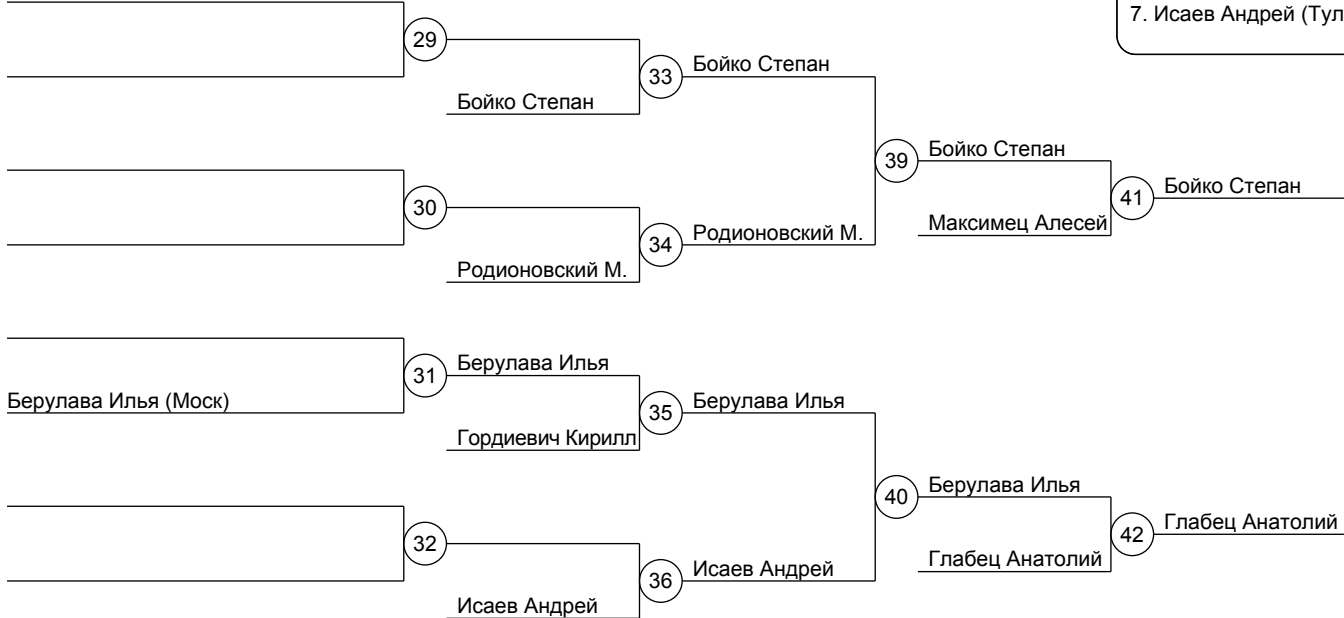 7. Исаев Андрей (Тул
29
33
Бойко Степан
Бойко Степан
39
Бойко Степан
41
Бойко Степан
30
34
Родионовский М.
Максимец Алесей
Родионовский М.
31
Берулава Илья
Берулава Илья (Моск)
35
Берулава Илья
Гордиевич Кирилл
40
Берулава Илья
42
Глабец Анатолий
32
36
Исаев Андрей
Глабец Анатолий
Исаев Андрей